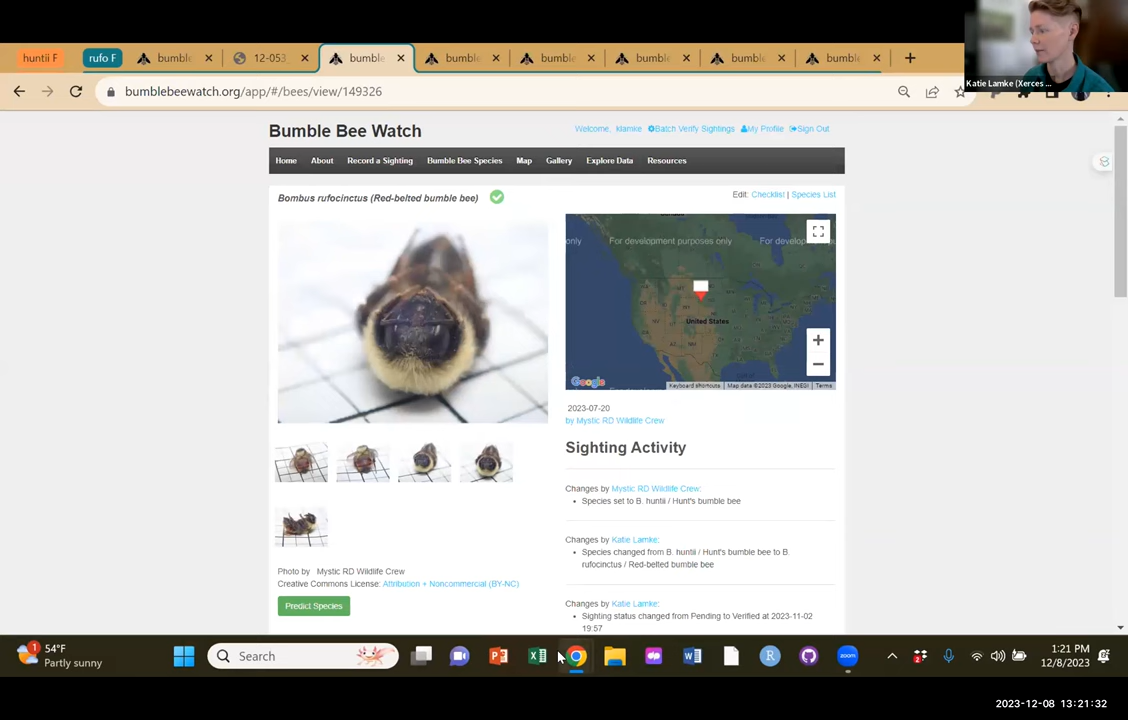 huntii F
rufo F
bumble
12-053
bumble
bumbl
bumble
bumble
bumble
bumble
Katie Lamke (Xerces ...
bumblebeewatch.org/app/#/bees/view/149326
Bumble Bee Watch
Welcome, klamke Batch Verify Sightings My Profile Sign Out
Home About Record a Sighting Bumble Bee Species Map Gallery Explore Data Resources
Bombus rufocinctus (Red-belted bumble bee)
Edit: Checklist | Species List
only For development purposes only
United States
Google
Keyboard shortcuts Map data ©2023 Google, INEGI Terms
2023-07-20
by Mystic RD Wildlife Crew
Sighting Activity
Changes by Mystic RD Wildlife Crew:
• Species set to B. huntii / Hunt's bumble bee
Changes by Katie Lamke:
• Species changed from B. huntii / Hunt's bumble bee to B.
rufocinctus / Red-belted bumble bee
Changes by Katie Lamke:
• Sighting status changed from Pending to Verified at 2023-11-02
19:57
Photo by Mystic RD Wildlife Crew
Creative Commons License: Attribution + Noncommercial (BY-NC)
Predict Species
1
54°F
Partly sunny
Search
zoom
1:21 PM
12/8/2023
2023-12-08 13:21:32